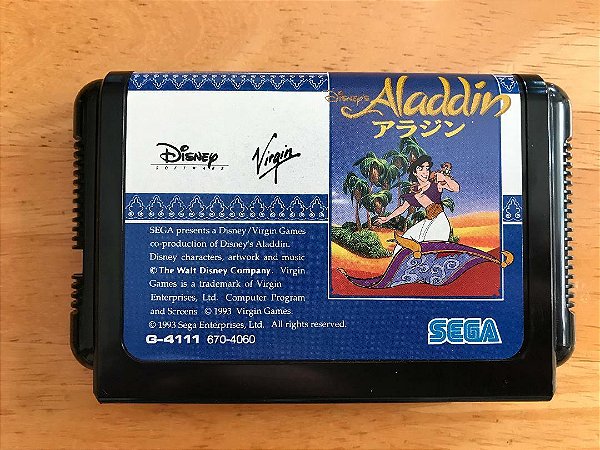 Disney's
Aladdin
アラジン
Disney
SOFTWARE
Virgin
SEGA presents a Disney/Virgin Games
co-production of Disney's Aladdin.
Disney characters, artwork and music
© The Walt Disney Company. Virgin
Games is a trademark of Virgin
Enterprises, Ltd. Computer Program
and Screens © 1993 Virgin Games.
© 1993 Sega Enterprises, Ltd. All rights reserved.
G-4111 670-4060
SEGA